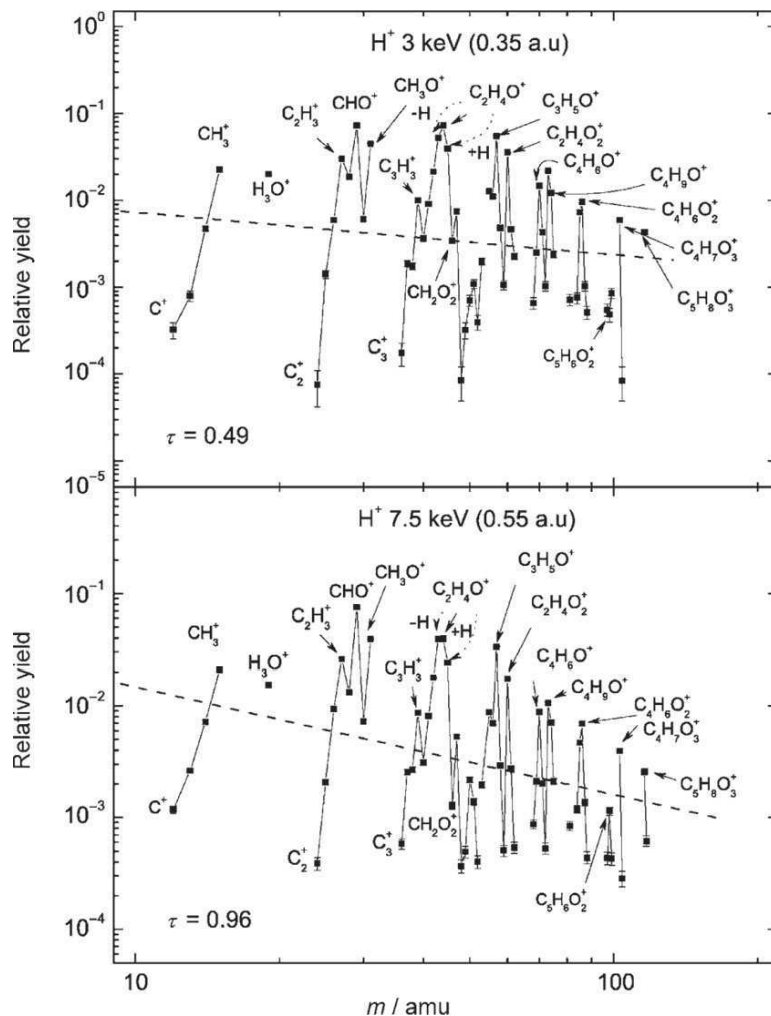 10⁰
10⁻¹
10⁻²
10⁻³
10⁻⁴
10⁻⁵
Relative yield
H⁺ 3 keV (0.35 a.u)
CH₃⁺
H₃O⁺
C⁺
C₂H₃⁺
CHO⁺
CH₃O⁺
-H
C₂H₄O⁺
+H
C₃H₃⁺
C₃H₅O⁺
C₂H₄O₂⁺
C₄H₆O⁺
C₄H₉O⁺
C₄H₆O₂⁺
C₄H₇O₃⁺
C₅H₈O₃⁺
CH₂O₂⁺
C₅H₆O₂⁺
C₂⁺
C₃⁺
τ = 0.49
10⁻¹
10⁻²
10⁻³
10⁻⁴
Relative yield
H⁺ 7.5 keV (0.55 a.u)
CH₃⁺
H₃O⁺
C⁺
C₂H₃⁺
CHO⁺
CH₃O⁺
-H
C₂H₄O⁺
+H
C₃H₃⁺
C₃H₅O⁺
C₂H₄O₂⁺
C₄H₆O⁺
C₄H₉O⁺
C₄H₆O₂⁺
C₄H₇O₃⁺
C₅H₈O₃⁺
CH₂O₂⁺
C₅H₆O₂⁺
C₂⁺
C₃⁺
τ = 0.96
10
100
m / amu